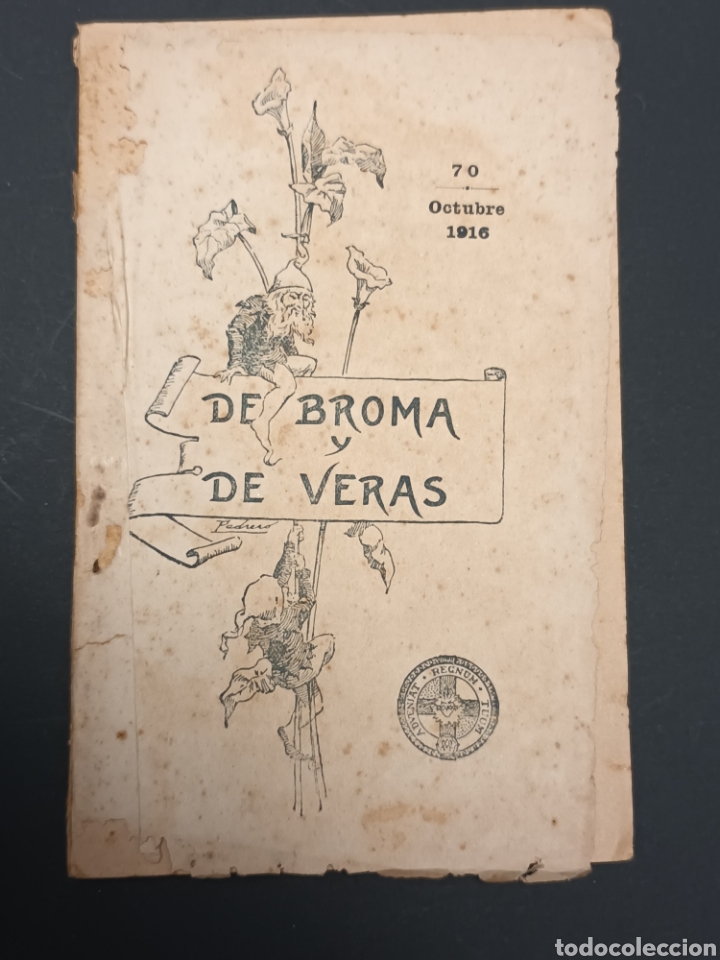 70
Octubre
1916
DE BROMA
y
DE VERAS
Pedrero
ADVENIAT · REGNUM · TUUM
todocoleccion